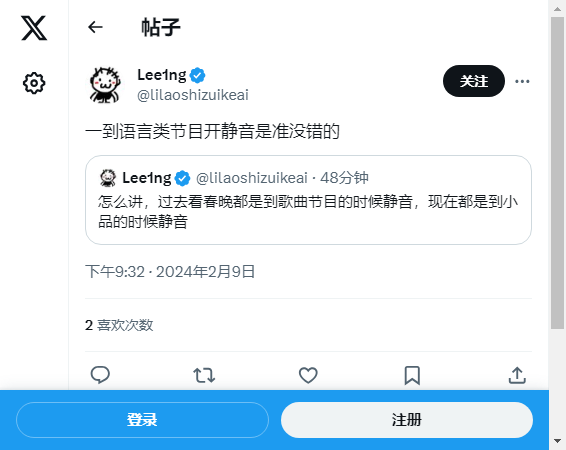 帖子
Lee1ng
@lilaoshizuikeai
关注
一到语言类节目开静音是准没错的
Lee1ng @lilaoshizuikeai · 48分钟
怎么讲，过去看春晚都是到歌曲节目的时候静音，现在都是到小
品的时候静音
下午9:32 · 2024年2月9日
2 喜欢次数
登录
注册